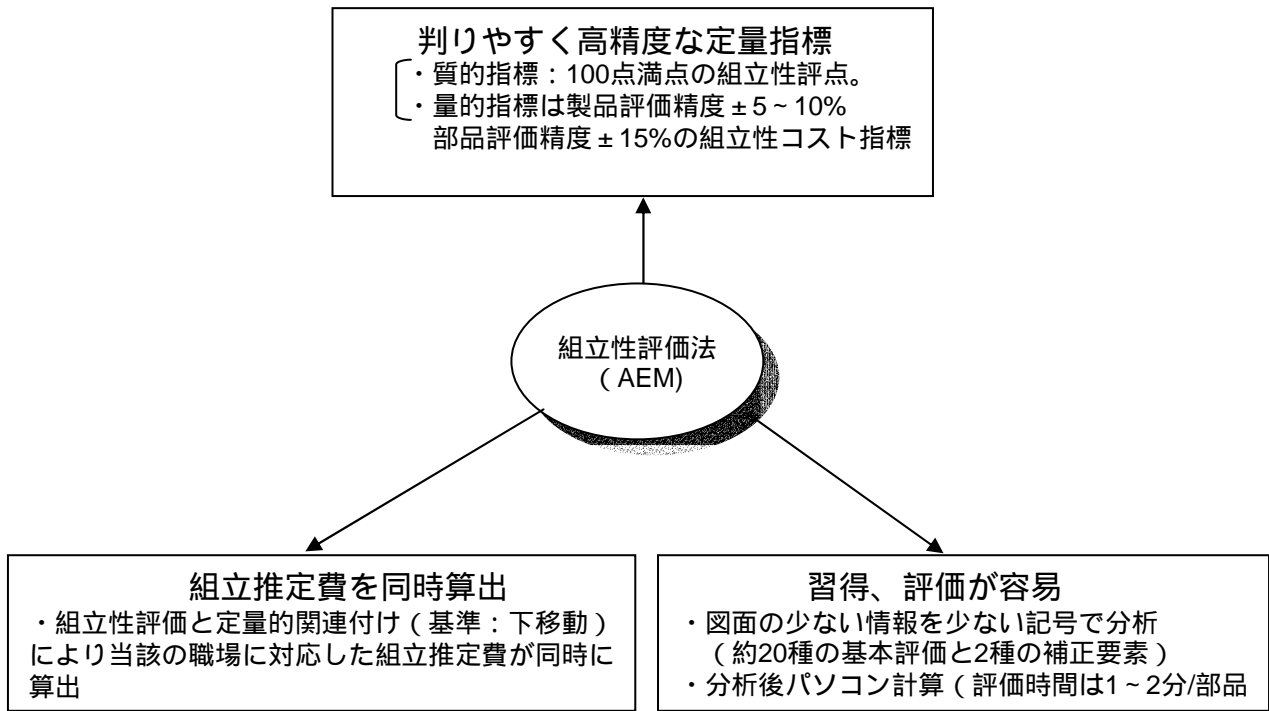 判りやすく高精度な定量指標
・質的指標：100点満点の組立性評点。
・量的指標は製品評価精度±5～10%
部品評価精度±15%の組立性コスト指標
組立性評価法
（AEM)
組立推定費を同時算出
・組立性評価と定量的関連付け（基準：下移動）
により当該の職場に対応した組立推定費が同時に
算出
習得、評価が容易
・図面の少ない情報を少ない記号で分析
（約20種の基本評価と2種の補正要素）
・分析後パソコン計算（評価時間は1～2分/部品